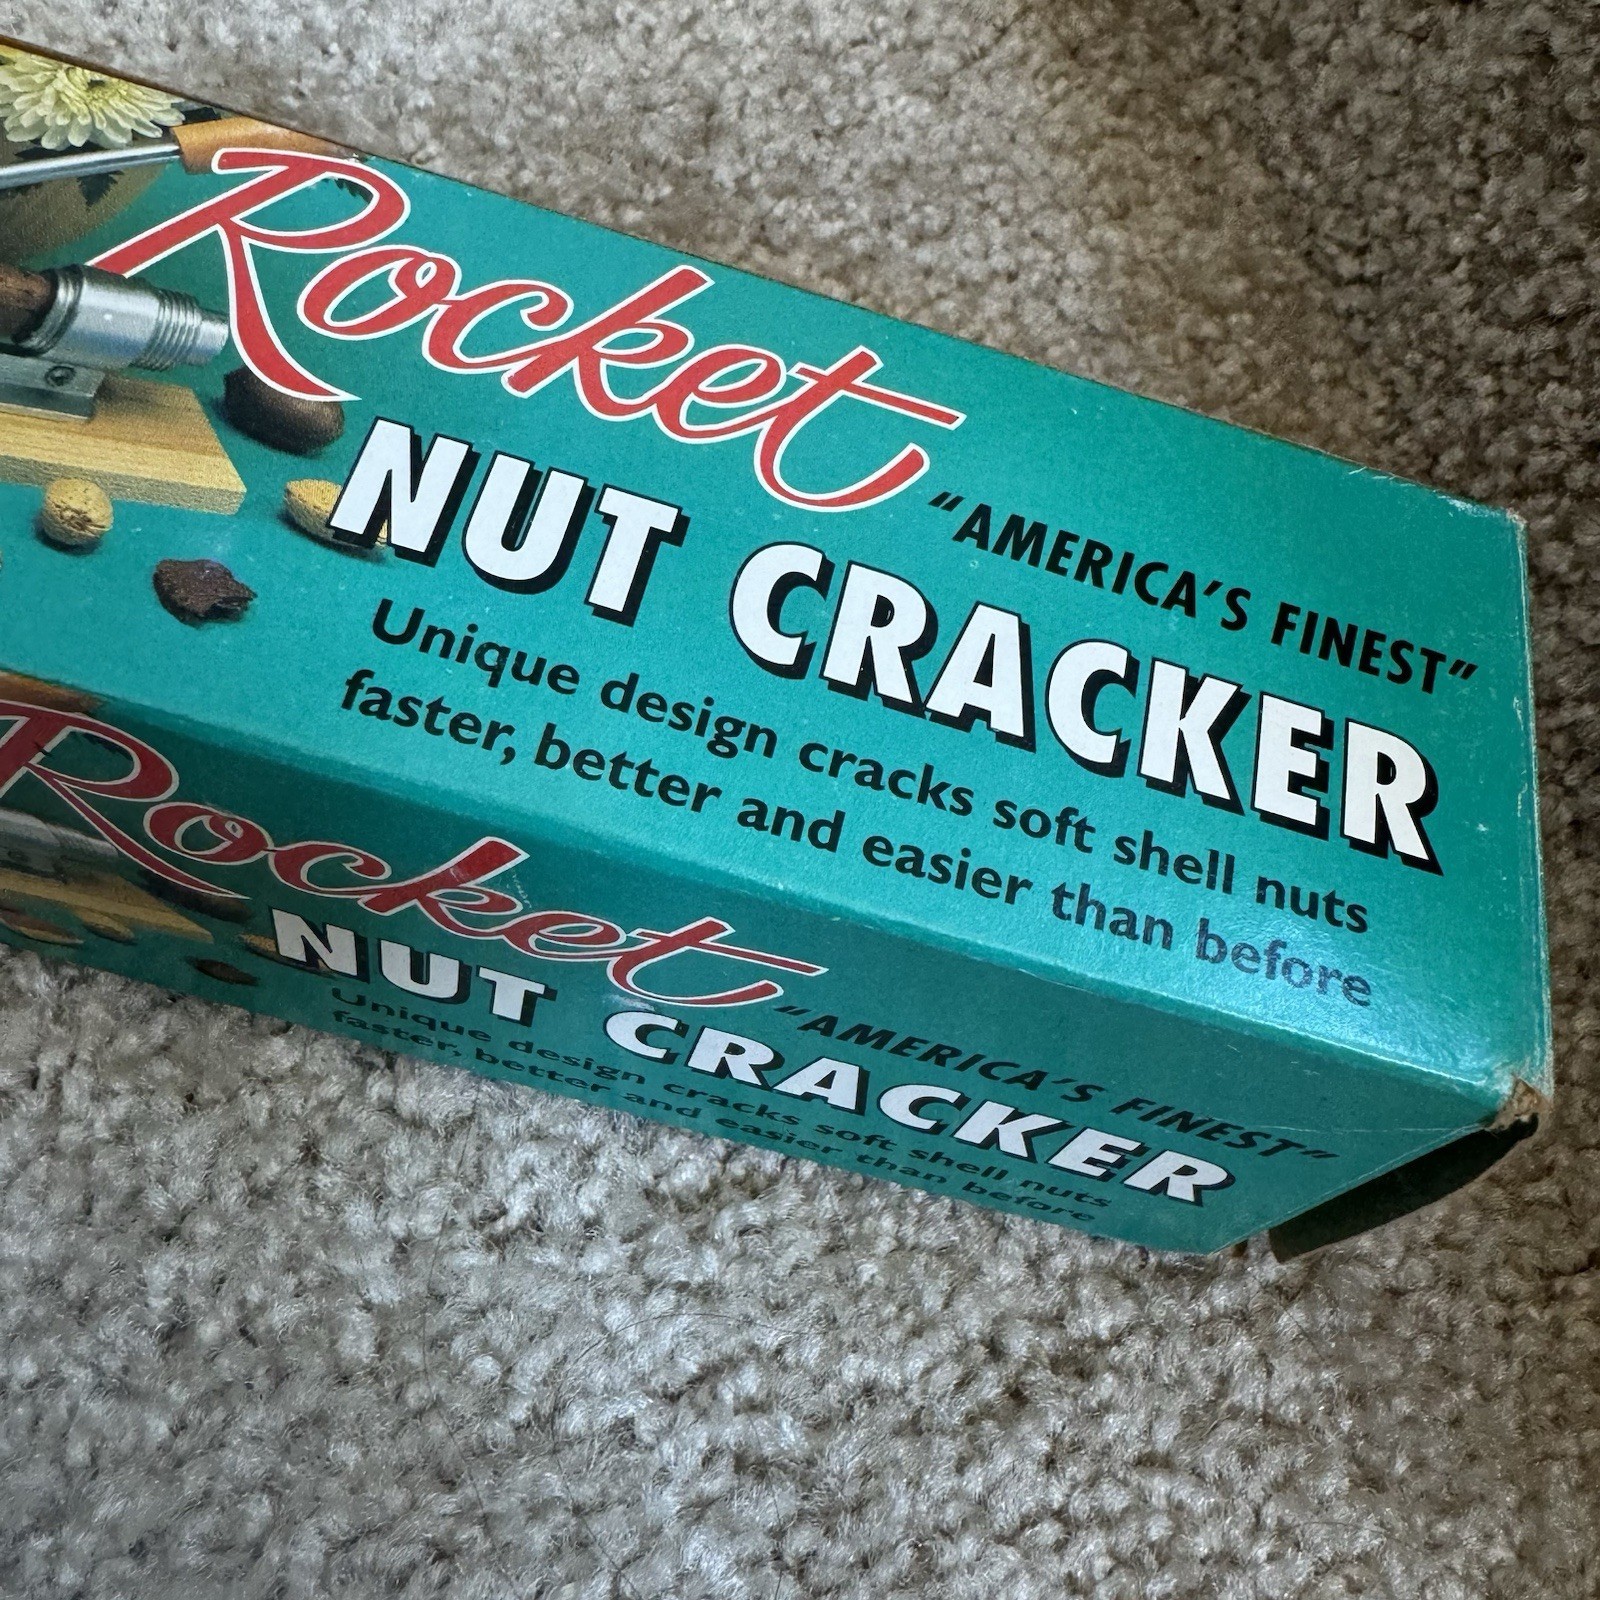 Rocket
"AMERICA'S FINEST"
NUT CRACKER
Unique design cracks soft shell nuts
faster, better and easier than before
Rocket
"AMERICA'S FINEST"
NUT CRACKER
Unique design cracks soft shell nuts
faster, better and easier than before